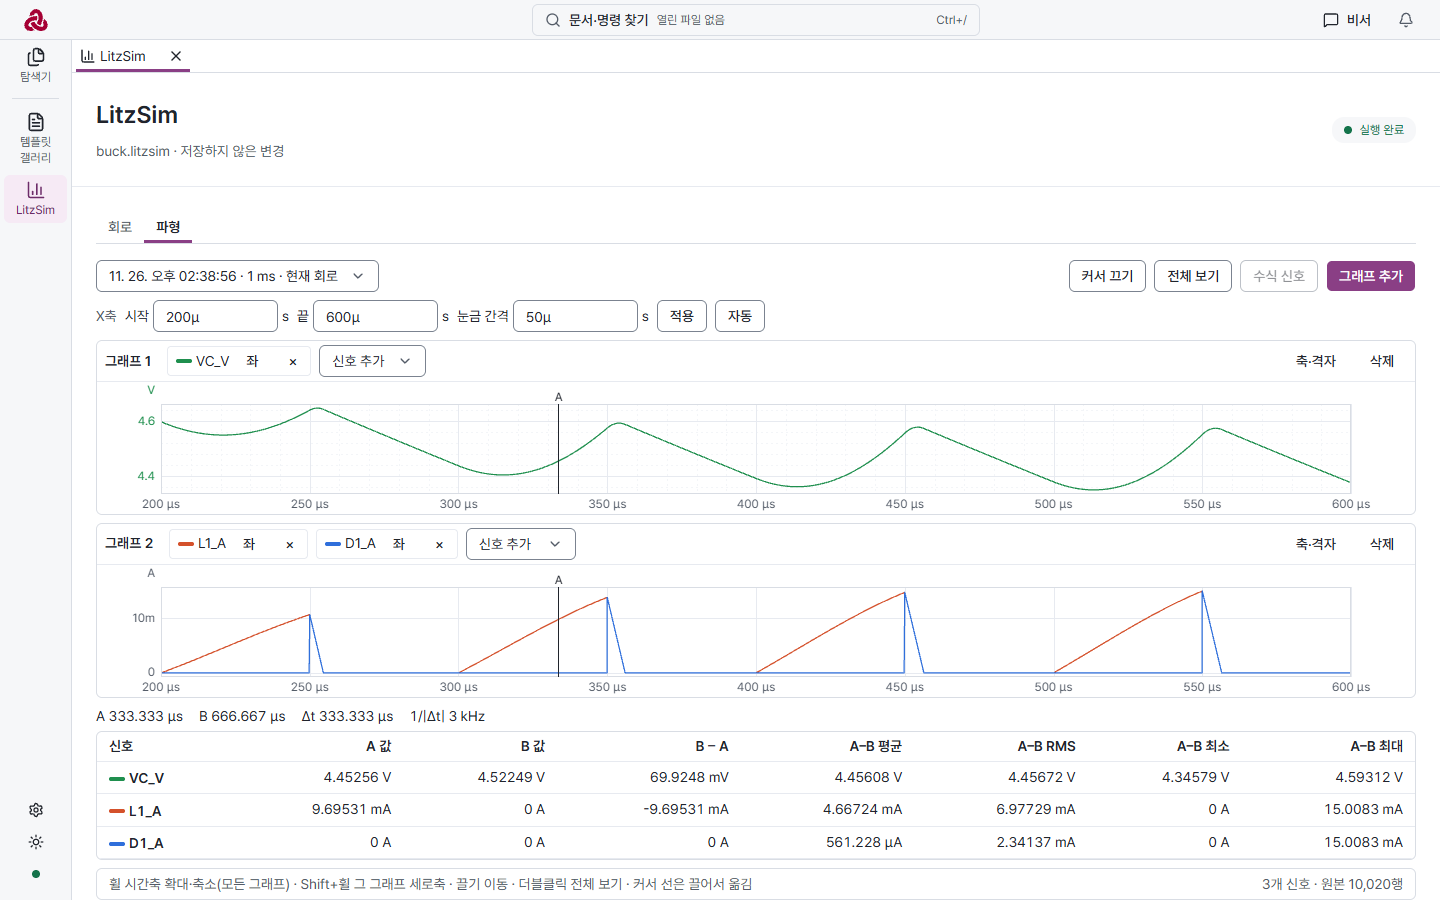 문서·명령 찾기 열린 파일 없음 Ctrl+/
비서
탐색기
템플릿
갤러리
LitzSim
LitzSim
LitzSim
buck.litzsim · 저장하지 않은 변경
실행 완료
회로 파형
11. 26. 오후 02:38:56 · 1 ms · 현재 회로
커서 끄기 전체 보기 수식 신호 그래프 추가
X축 시작 200µ s 끝 600µ s 눈금 간격 50µ s 적용 자동
그래프 1 VC_V 좌 × 신호 추가 축·격자 삭제
V
A
4.6
4.4
200 µs 250 µs 300 µs 350 µs 400 µs 450 µs 500 µs 550 µs 600 µs
그래프 2 L1_A 좌 × D1_A 좌 × 신호 추가 축·격자 삭제
A
A
10m
0
200 µs 250 µs 300 µs 350 µs 400 µs 450 µs 500 µs 550 µs 600 µs
A 333.333 µs B 666.667 µs Δt 333.333 µs 1/|Δt| 3 kHz
신호 A 값 B 값 B − A A–B 평균 A–B RMS A–B 최소 A–B 최대
VC_V 4.45256 V 4.52249 V 69.9248 mV 4.45608 V 4.45672 V 4.34579 V 4.59312 V
L1_A 9.69531 mA 0 A -9.69531 mA 4.66724 mA 6.97729 mA 0 A 15.0083 mA
D1_A 0 A 0 A 0 A 561.228 µA 2.34137 mA 0 A 15.0083 mA
휠 시간축 확대·축소(모든 그래프) · Shift+휠 그 그래프 세로축 · 끌기 이동 · 더블클릭 전체 보기 · 커서 선은 끌어서 옮김
3개 신호 · 원본 10,020행